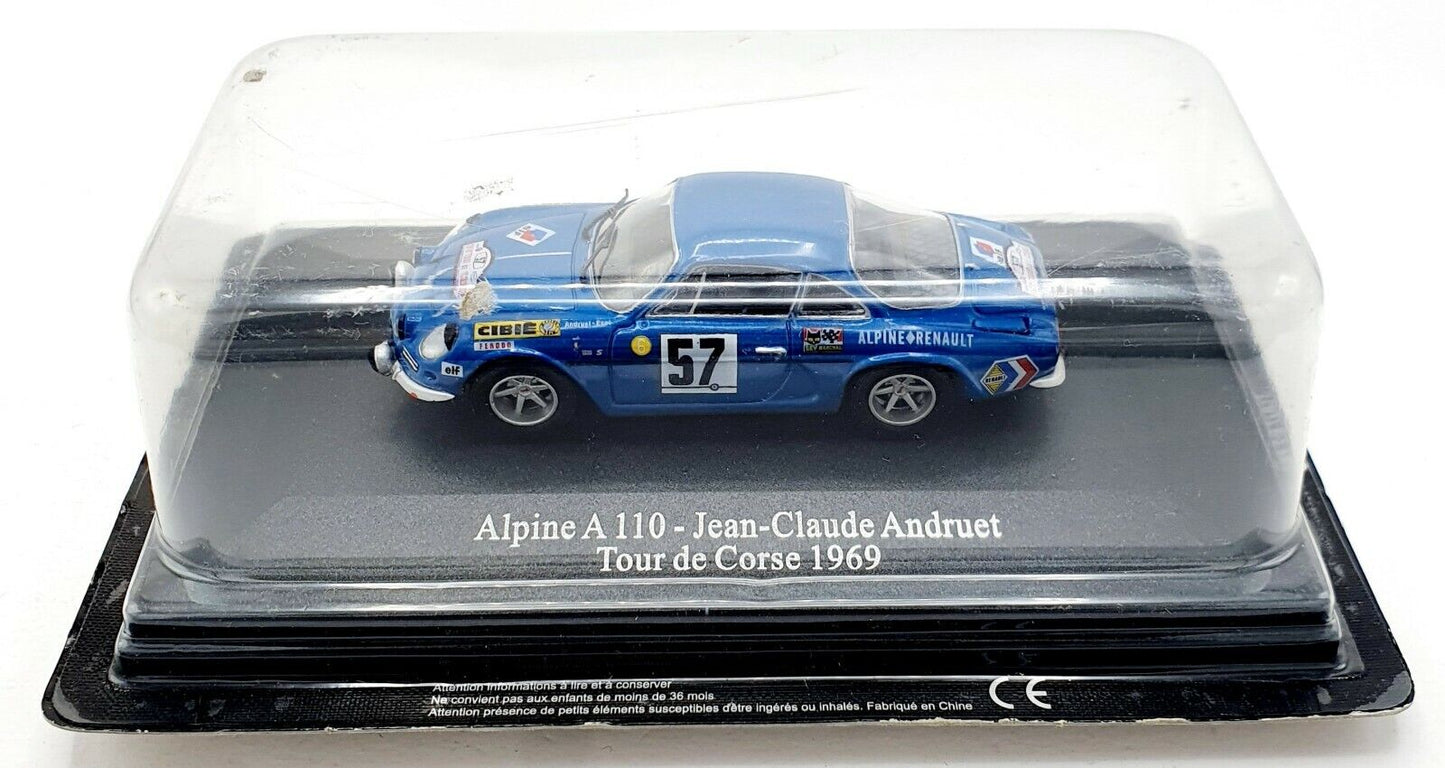 CIBIE
FERODO
elf
S
57
ALPINE◆RENAULT
RENAULT
Alpine A 110 - Jean-Claude Andruet
Tour de Corse 1969
Attention informations à lire et à conserver
Ne convient pas aux enfants de moins de 36 mois
Attention présence de petits éléments susceptibles d'être ingérés ou inhalés. Fabriqué en Chine
CE